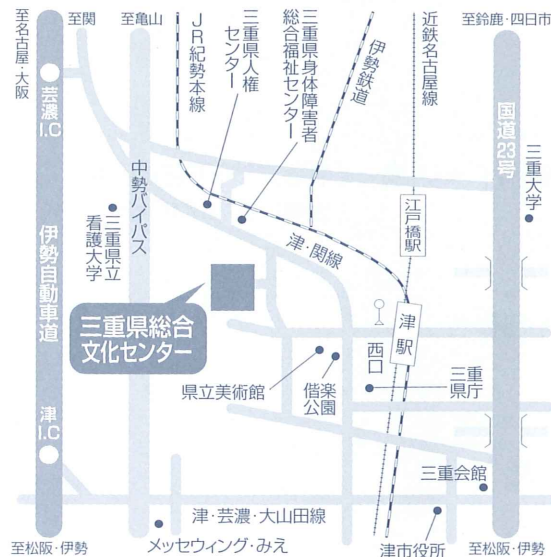 至名古屋・大阪
至関
至亀山
JR紀勢本線
三重県人権
センター
三重県身体障害者
総合福祉センター
伊勢鉄道
近鉄名古屋線
至鈴鹿・四日市
芸濃
I.C
国道23号
三重大学
中勢バイパス
三重県立
看護大学
江戸橋駅
津・関線
伊勢自動車道
三重県総合
文化センター
津駅
西口
県立美術館
偕楽
公園
三重
県庁
津
I.C
三重会館
津・芸濃・大山田線
至松阪・伊勢
メッセウィング・みえ
津市役所
至松阪・伊勢